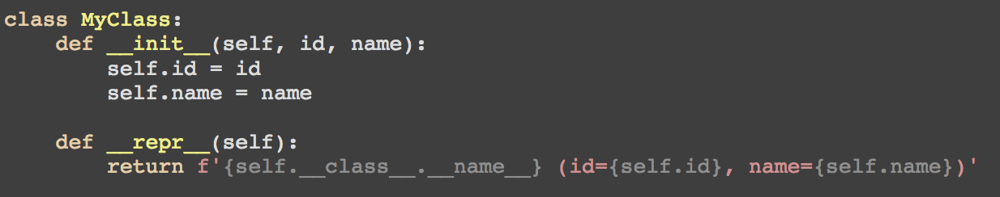 class MyClass:
    def __init__(self, id, name):
        self.id = id
        self.name = name

    def __repr__(self):
        return f'{self.__class__.__name__} (id={self.id}, name={self.name})'